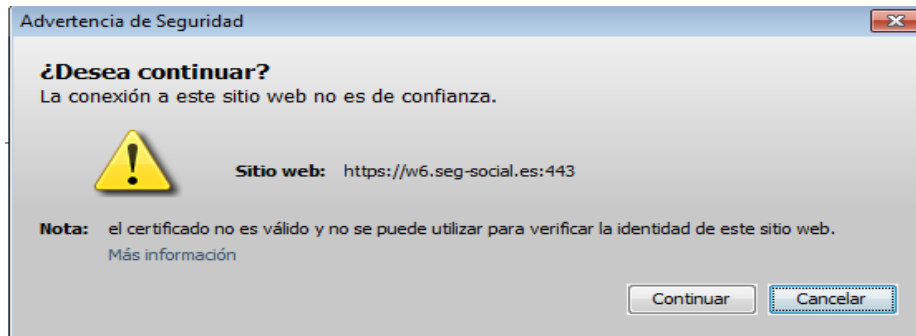 Advertencia de Seguridad
¿Desea continuar?
La conexión a este sitio web no es de confianza.
Sitio web: https://w6.seg-social.es:443
Nota: el certificado no es válido y no se puede utilizar para verificar la identidad de este sitio web.
Más información
Continuar Cancelar